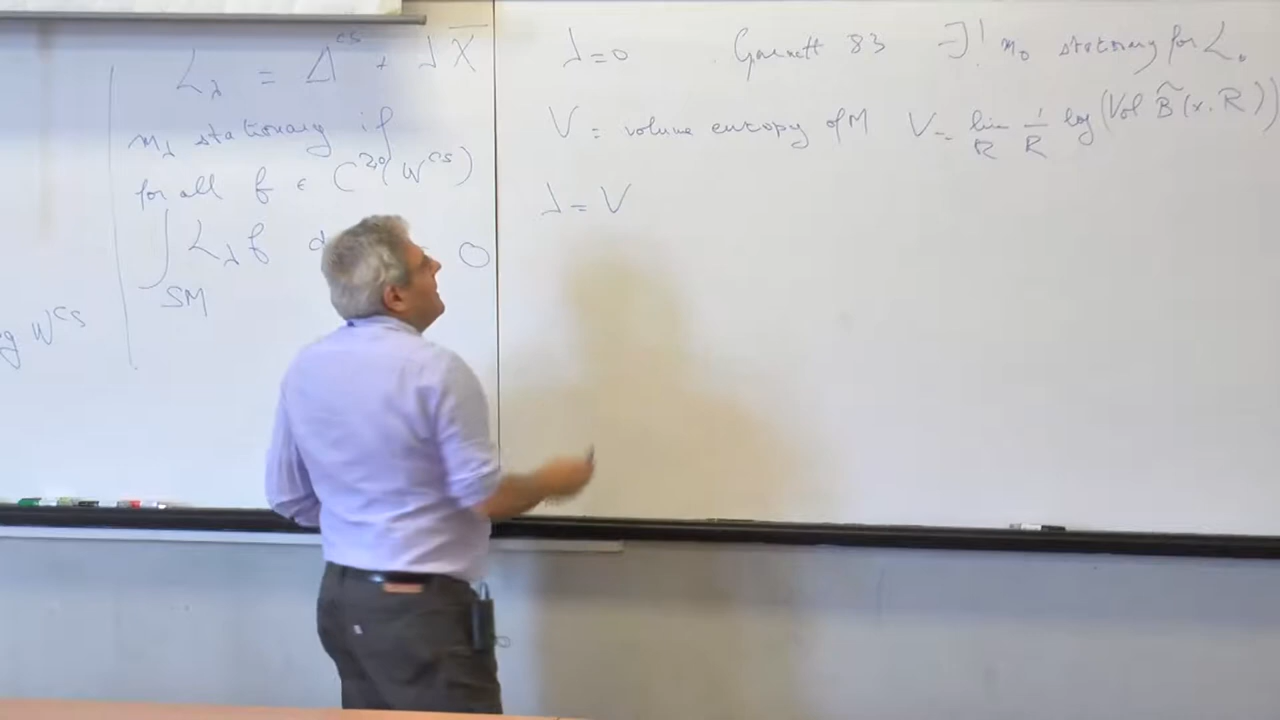 L_λ = Δ^{cs} + λ X̄
m_λ stationary if
for all f ∈ C^{2,0}(W^{cs})
∫_{SM} L_λ f d = 0
g W^{cs}
λ = 0 Garnett 83 ∃! m_0 stationary for L_0
V = volume entropy of M V = lim_R 1/R log (Vol B̃(x, R))
λ = V